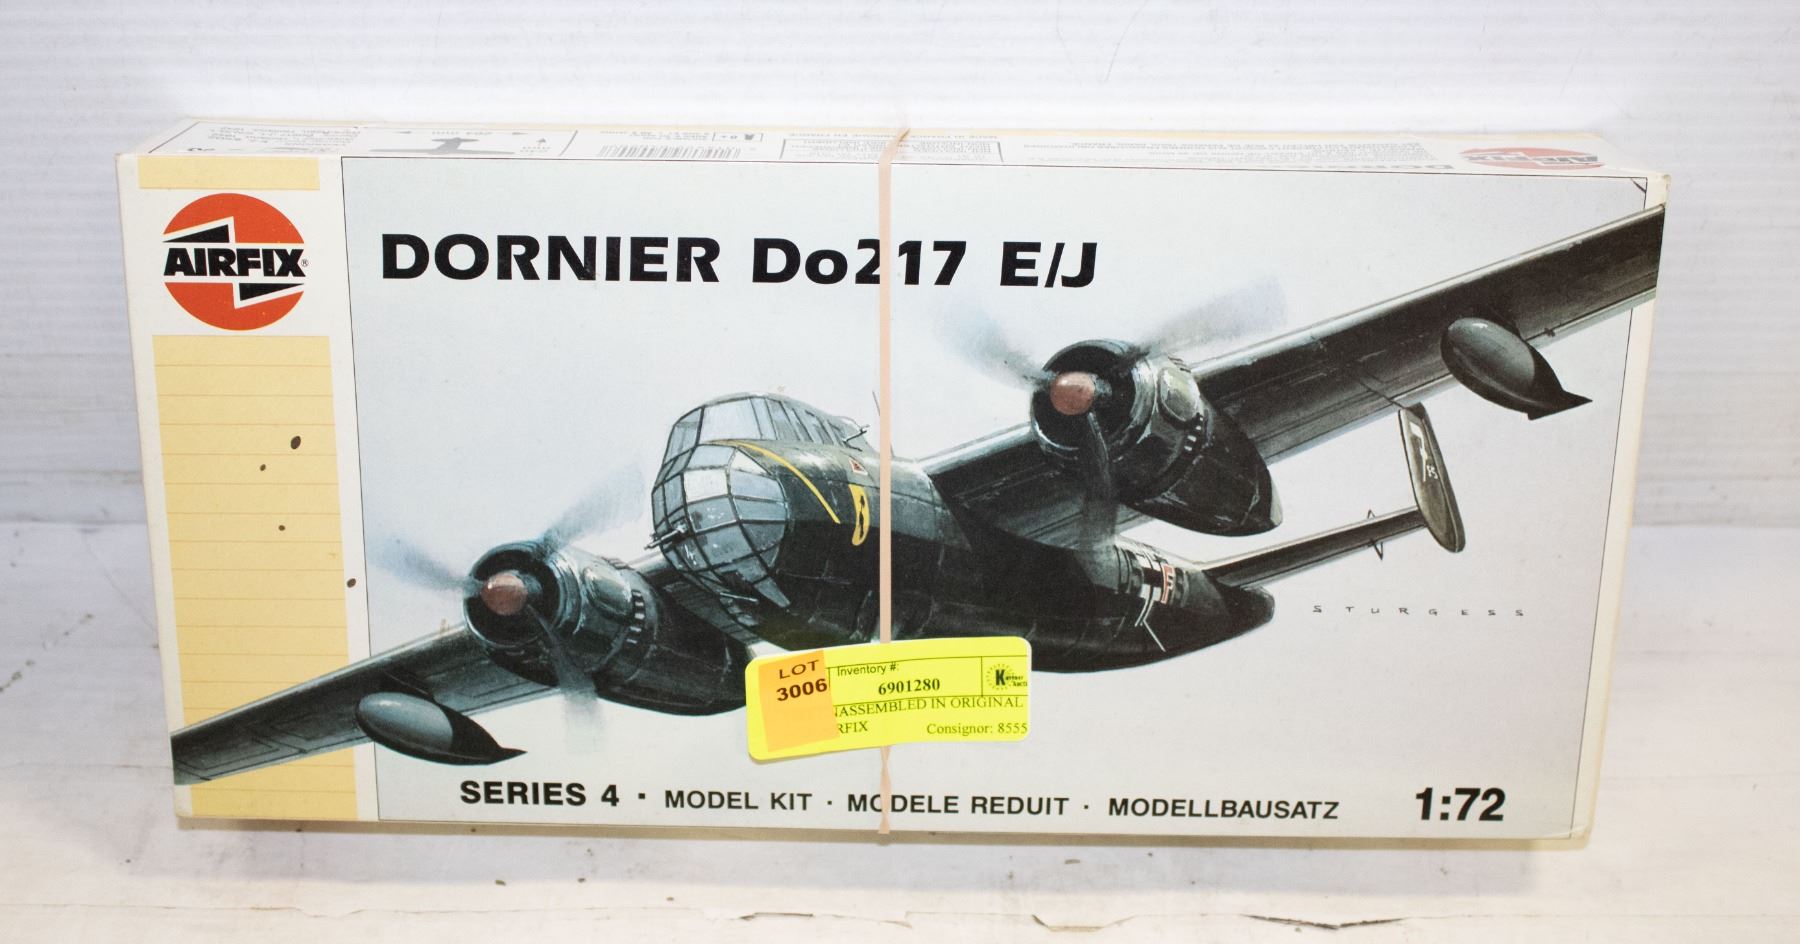 AIRFIX®
DORNIER Do217 E/J
STURGESS
LOT
3006
Inventory #:
6901280
NASSEMBLED IN ORIGINAL
RFIX
Consignor: 8555
SERIES 4 · MODEL KIT · MODELE REDUIT · MODELLBAUSATZ
1:72